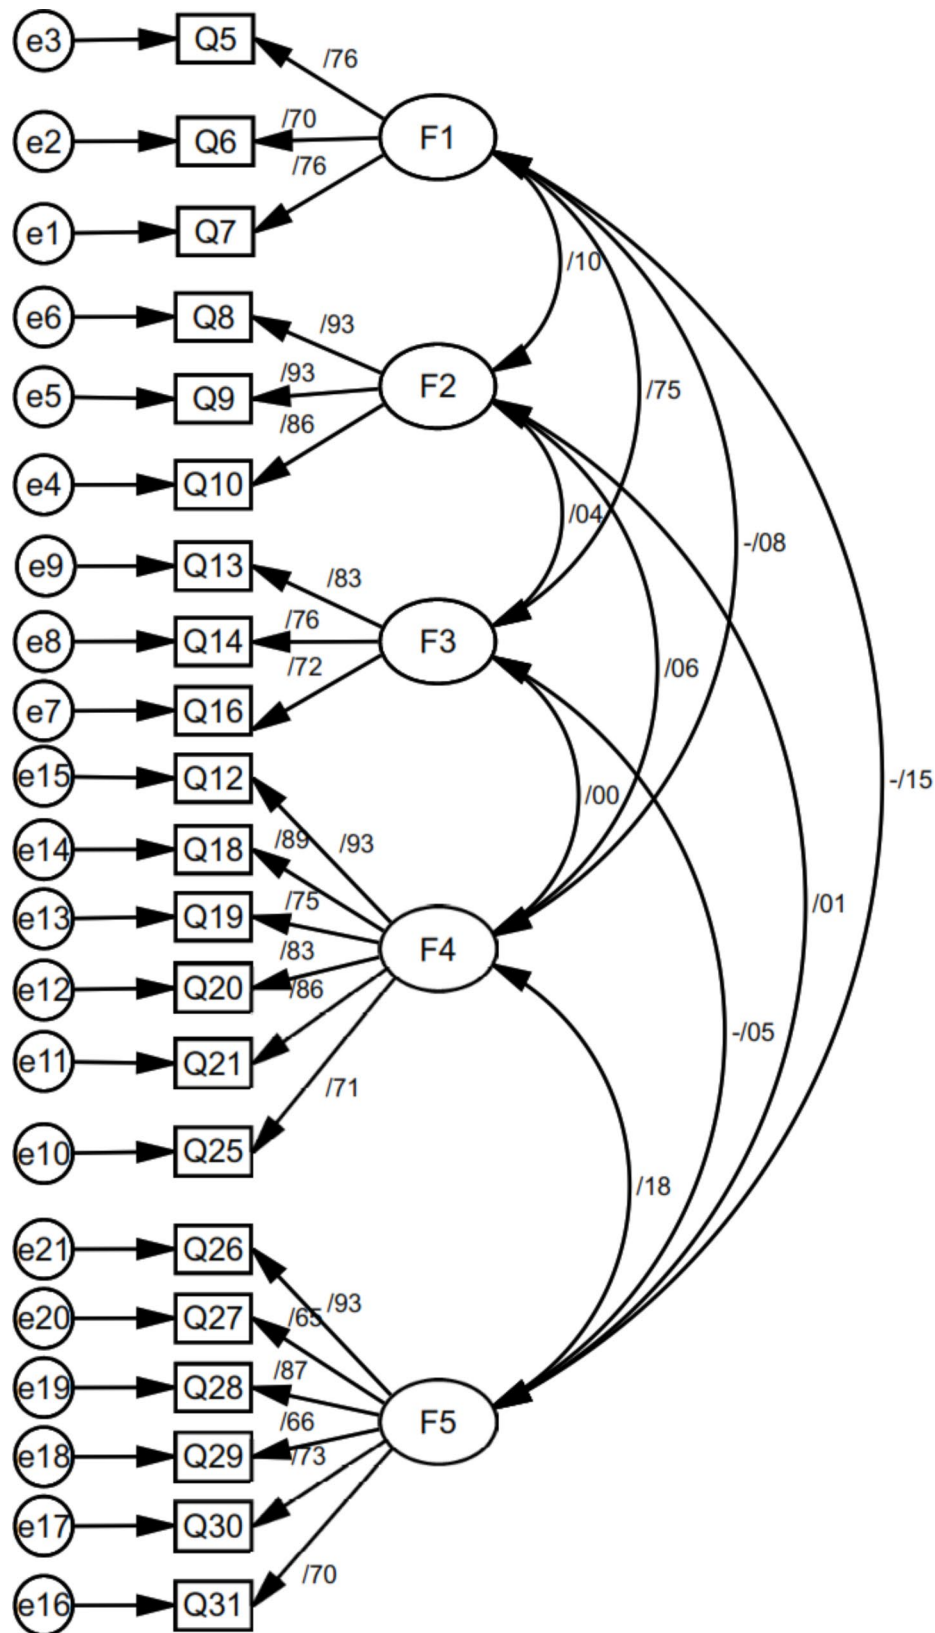 e3 Q5 /76
F1
e2 Q6 /70
/76
e1 Q7
/10
e6 Q8 /93
e5 Q9 /93 F2 /75
/86
e4 Q10
/04
-/08
e9 Q13 /83
e8 Q14 /76 F3
/72 /06
e7 Q16
e15 Q12
/00 -/15
e14 Q18 /89 /93
e13 Q19 /75 /01
F4
e12 Q20 /83
/86
-/05
e11 Q21
/71
e10 Q25
/18
e21 Q26
/93
e20 Q27 /65
e19 Q28 /87
/66 F5
e18 Q29 /73
e17 Q30
/70
e16 Q31